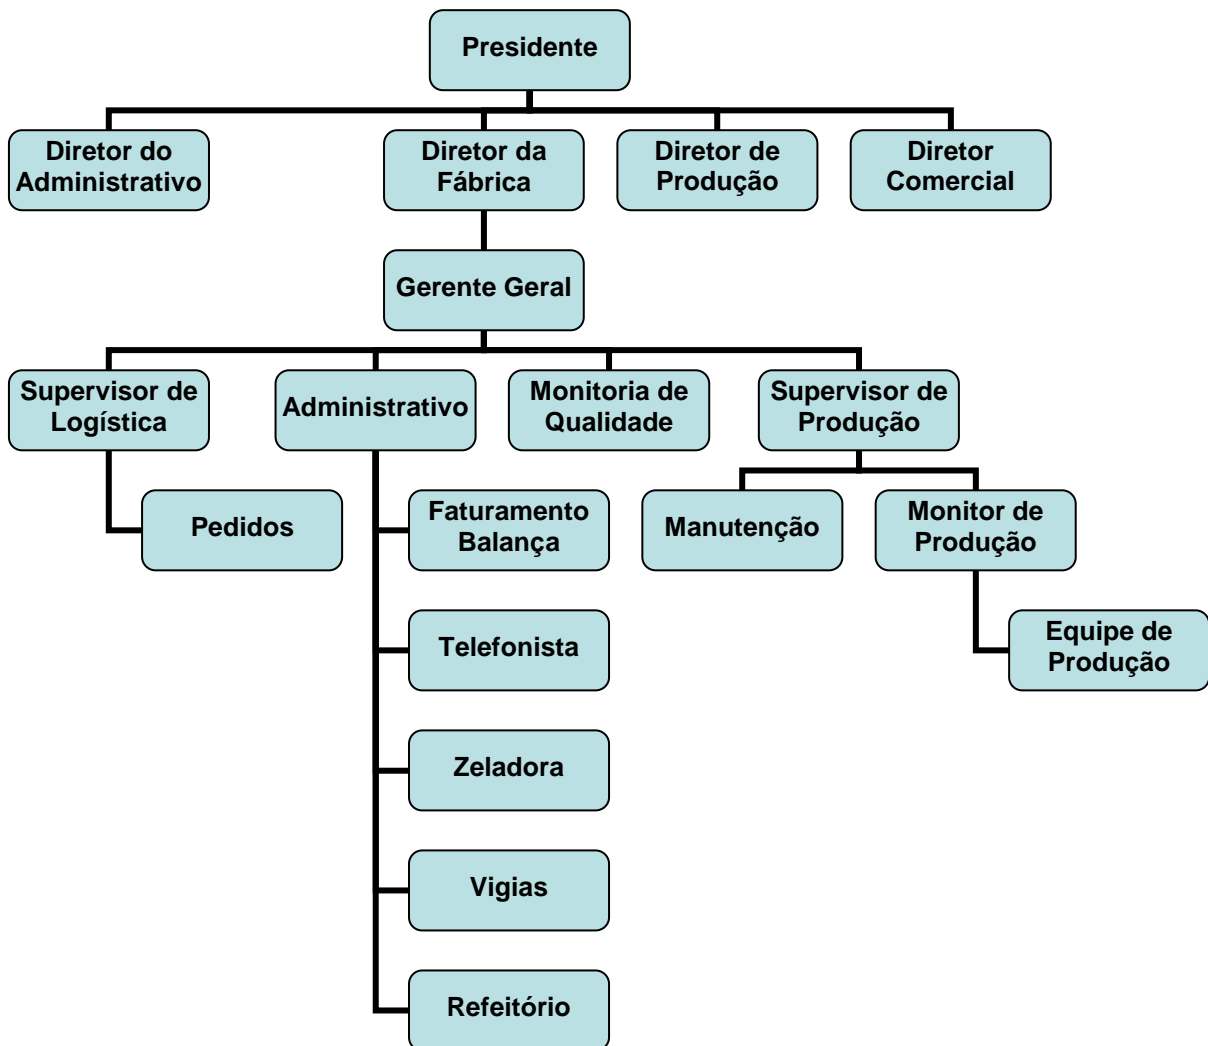 Presidente
Diretor do
Administrativo
Diretor da
Fábrica
Diretor de
Produção
Diretor
Comercial
Gerente Geral
Supervisor de
Logística
Administrativo
Monitoria de
Qualidade
Supervisor de
Produção
Pedidos
Faturamento
Balança
Manutenção
Monitor de
Produção
Telefonista
Equipe de
Produção
Zeladora
Vigias
Refeitório